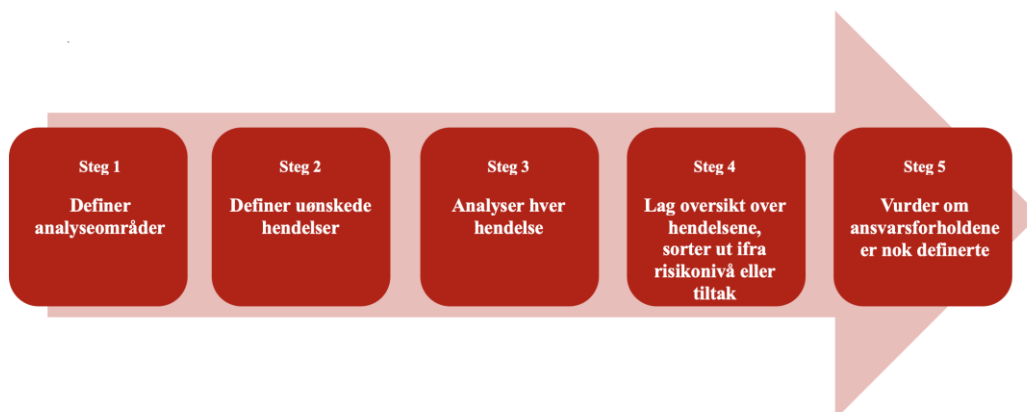 Steg 1
Definer
analyseområder
Steg 2
Definer uønskede
hendelser
Steg 3
Analyser hver
hendelse
Steg 4
Lag oversikt over
hendelsene,
sorter ut ifra
risikonivå eller
tiltak
Steg 5
Vurder om
ansvarsforholdene
er nok definerte